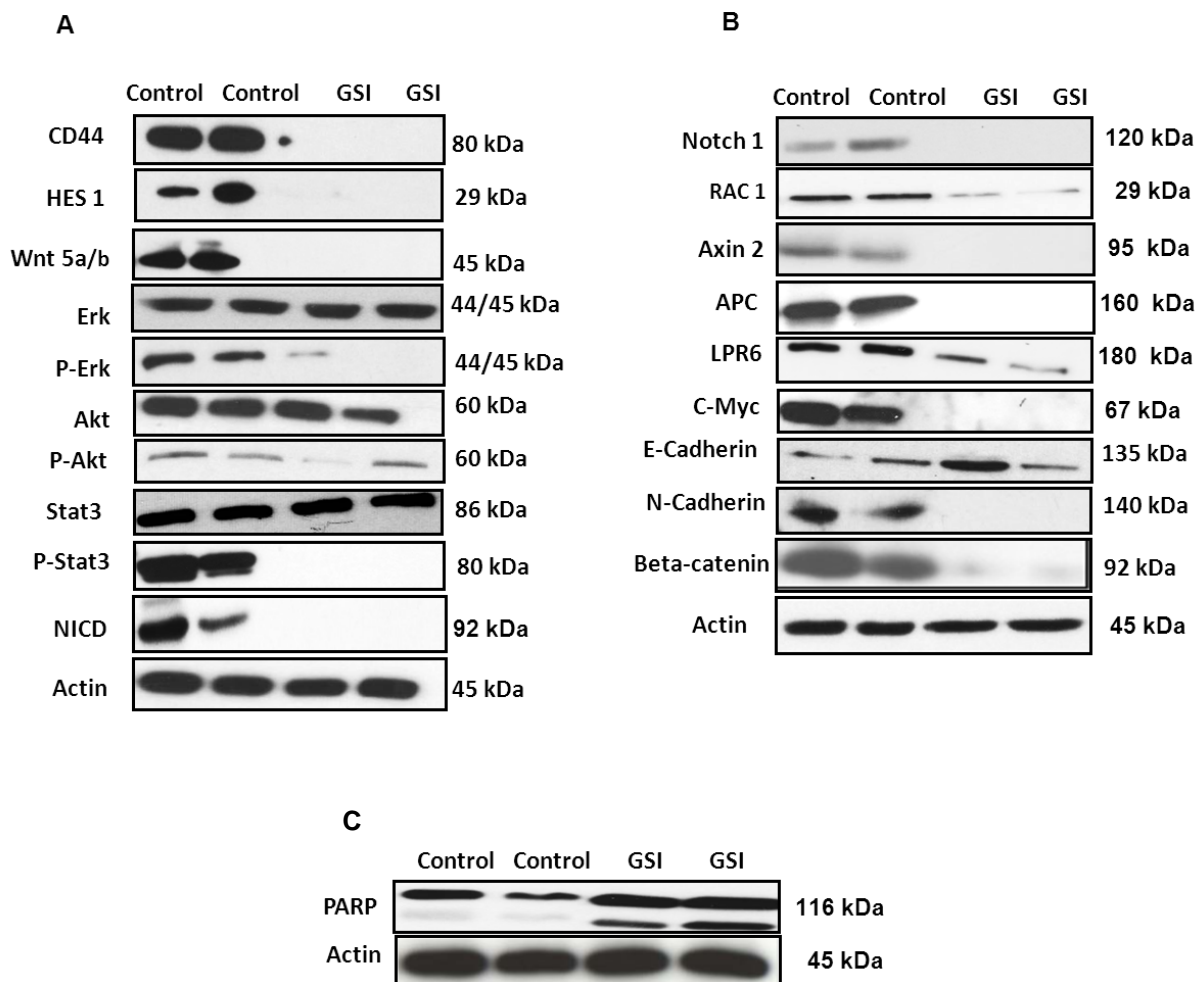 A
Control Control GSI GSI
CD44 80 kDa
HES 1 29 kDa
Wnt 5a/b 45 kDa
Erk 44/45 kDa
P-Erk 44/45 kDa
Akt 60 kDa
P-Akt 60 kDa
Stat3 86 kDa
P-Stat3 80 kDa
NICD 92 kDa
Actin 45 kDa
B
Control Control GSI GSI
Notch 1 120 kDa
RAC 1 29 kDa
Axin 2 95 kDa
APC 160 kDa
LPR6 180 kDa
C-Myc 67 kDa
E-Cadherin 135 kDa
N-Cadherin 140 kDa
Beta-catenin 92 kDa
Actin 45 kDa
C
Control Control GSI GSI
PARP 116 kDa
Actin 45 kDa